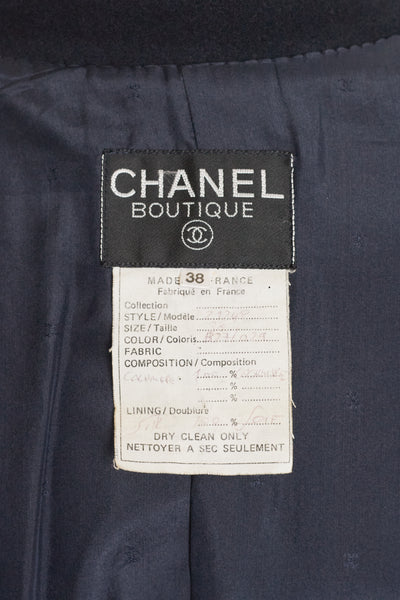 CHANEL
BOUTIQUE
38
MADE RANCE
Fabriqué en France
Collection
STYLE/Modèle
SIZE/Taille
COLOR/Coloris
FABRIC
COMPOSITION/Composition
%
%
%
LINING/Doublure
%
DRY CLEAN ONLY
NETTOYER A SEC SEULEMENT